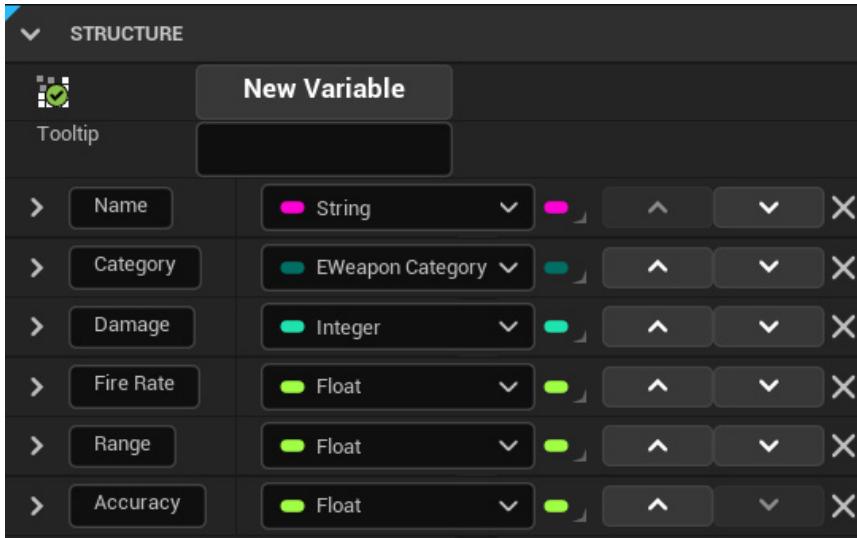 STRUCTURE
New Variable
Tooltip
Name String
Category EWeapon Category
Damage Integer
Fire Rate Float
Range Float
Accuracy Float